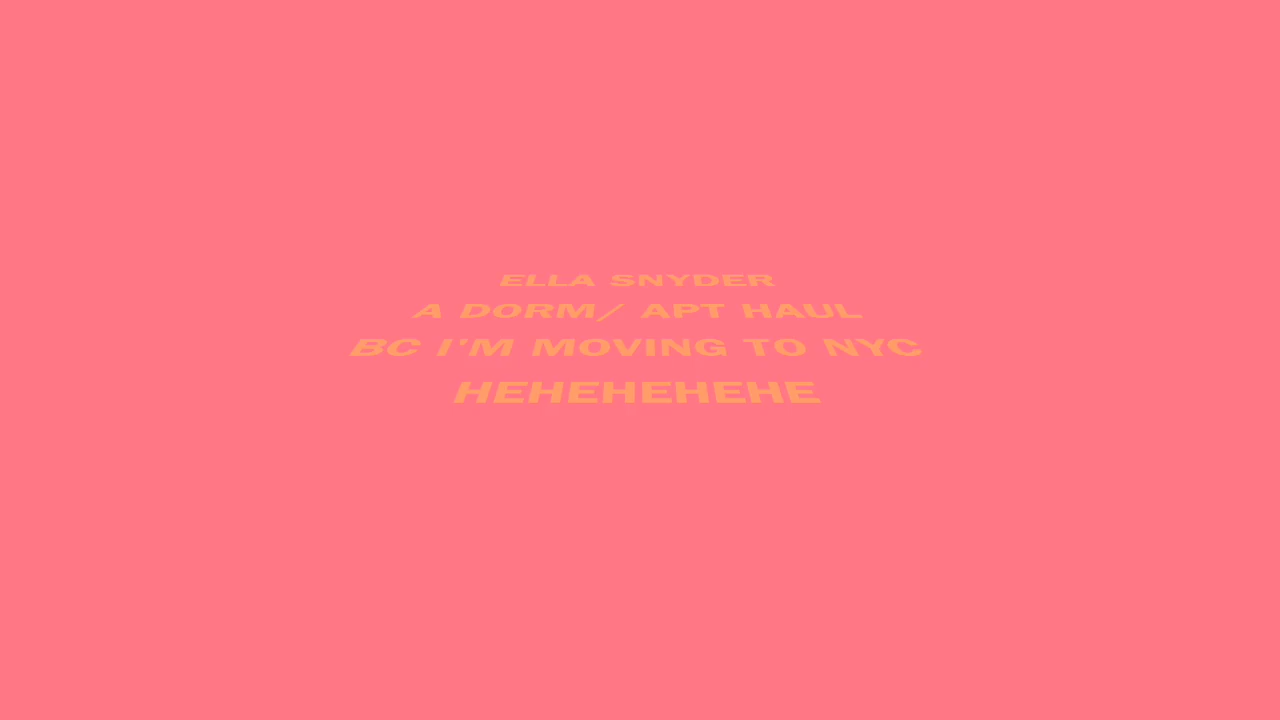 ELLA SNYDER
A DORM/ APT HAUL
BC I'M MOVING TO NYC
HEHEHEHEHE